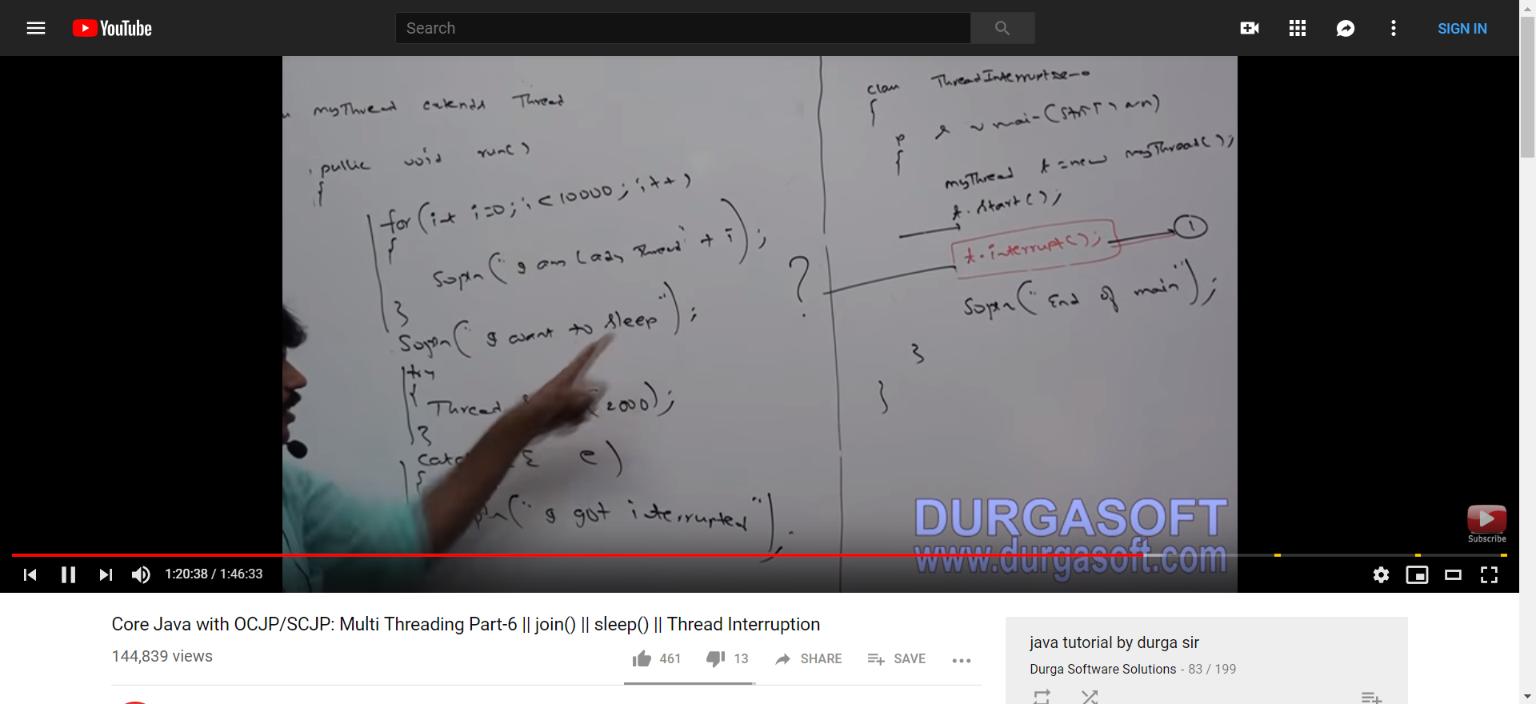 YouTube
Search
SIGN IN
myThread extends Thread
public void run()
{
for(int i=0; i<10000; i++)
{
Sopln("I am lazy Thread" + i);
}
Sopln("I want to sleep");
try
{
Thread (2000);
}
e)
{
("I got interrupted");
class ThreadInterruptDemo
{
p s v main(String[] args)
{
myThread t=new myThread();
t.start();
t.interrupt();
1
?
Sopln("End of main");
}
}
DURGASOFT
www.durgasoft.com
Subscribe
1:20:38 / 1:46:33
Core Java with OCJP/SCJP: Multi Threading Part-6 || join() || sleep() || Thread Interruption
144,839 views
461
13
SHARE
SAVE
java tutorial by durga sir
Durga Software Solutions - 83 / 199